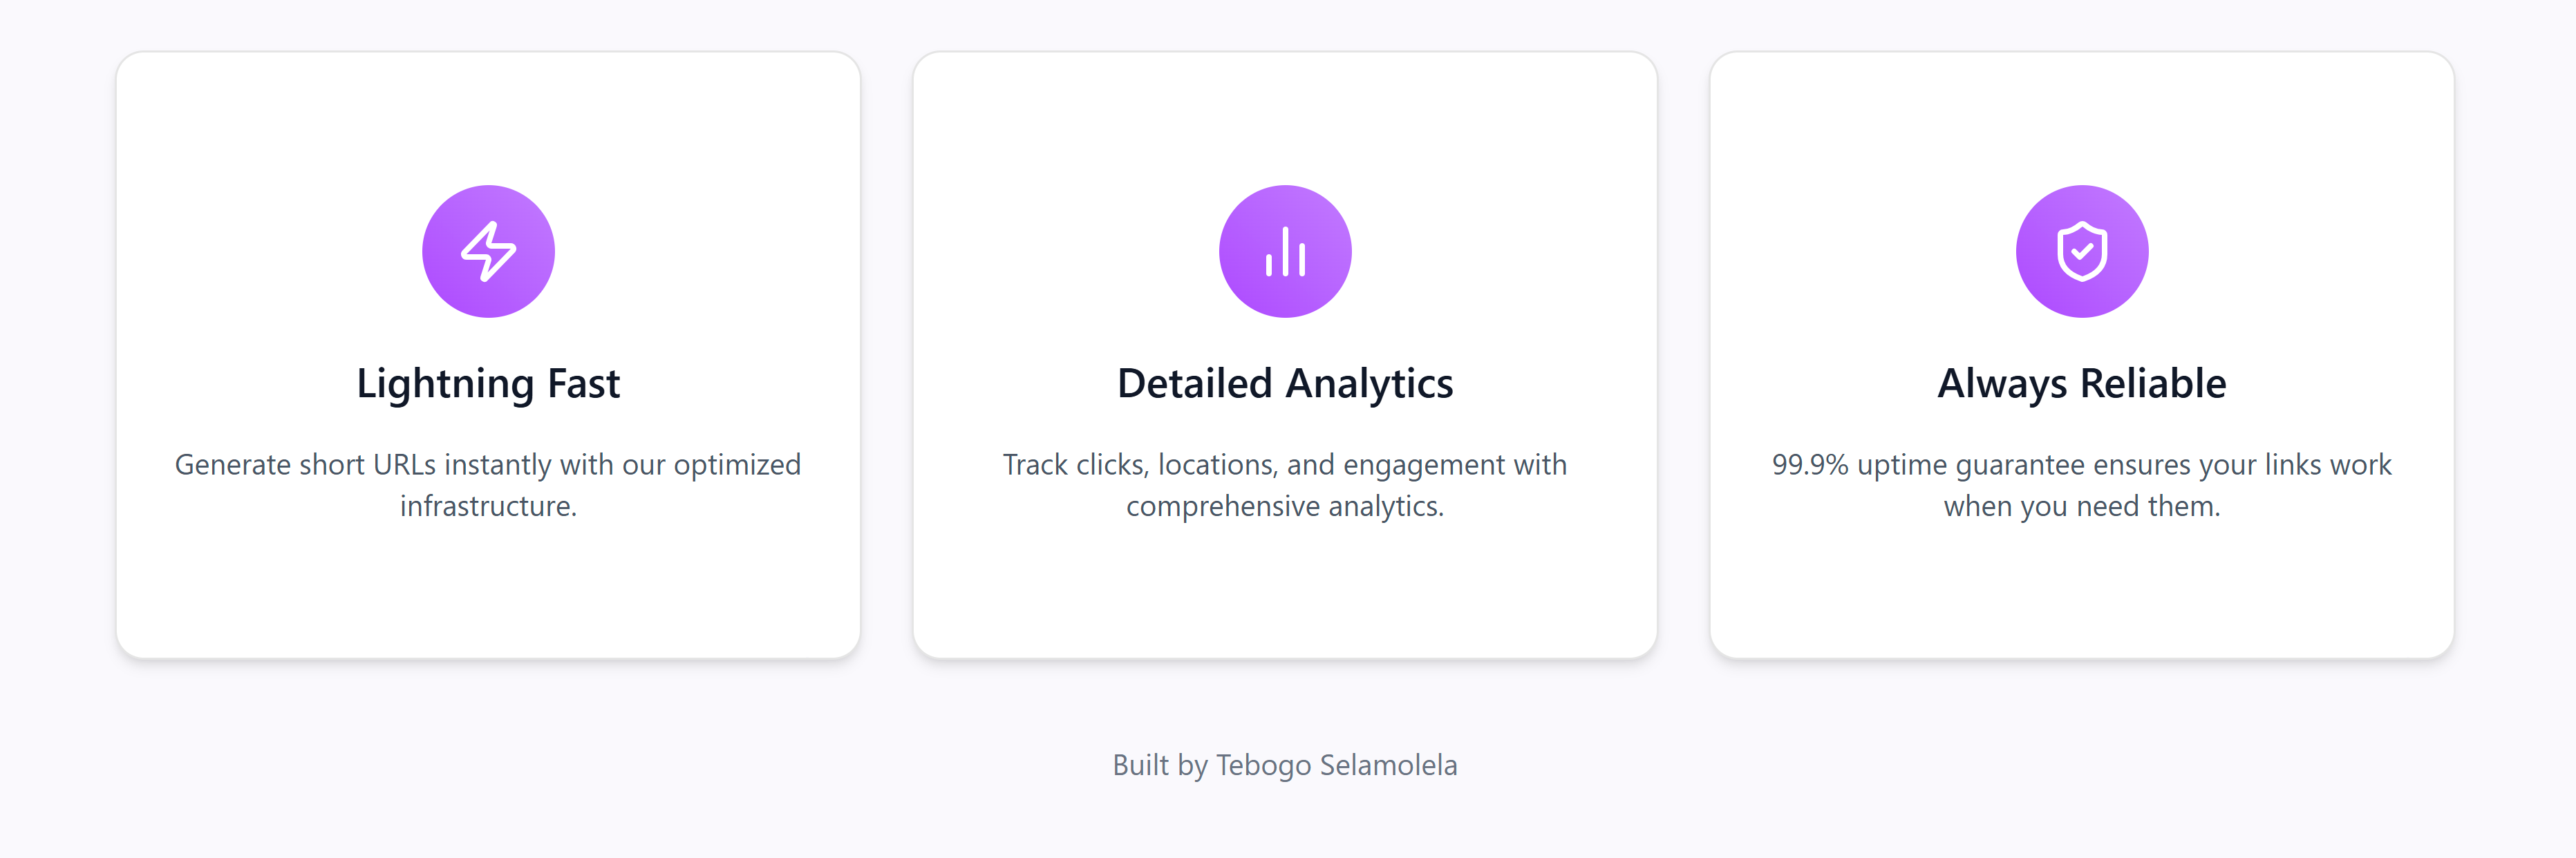 Lightning Fast
Generate short URLs instantly with our optimized
infrastructure.
Detailed Analytics
Track clicks, locations, and engagement with
comprehensive analytics.
Always Reliable
99.9% uptime guarantee ensures your links work
when you need them.
Built by Tebogo Selamolela